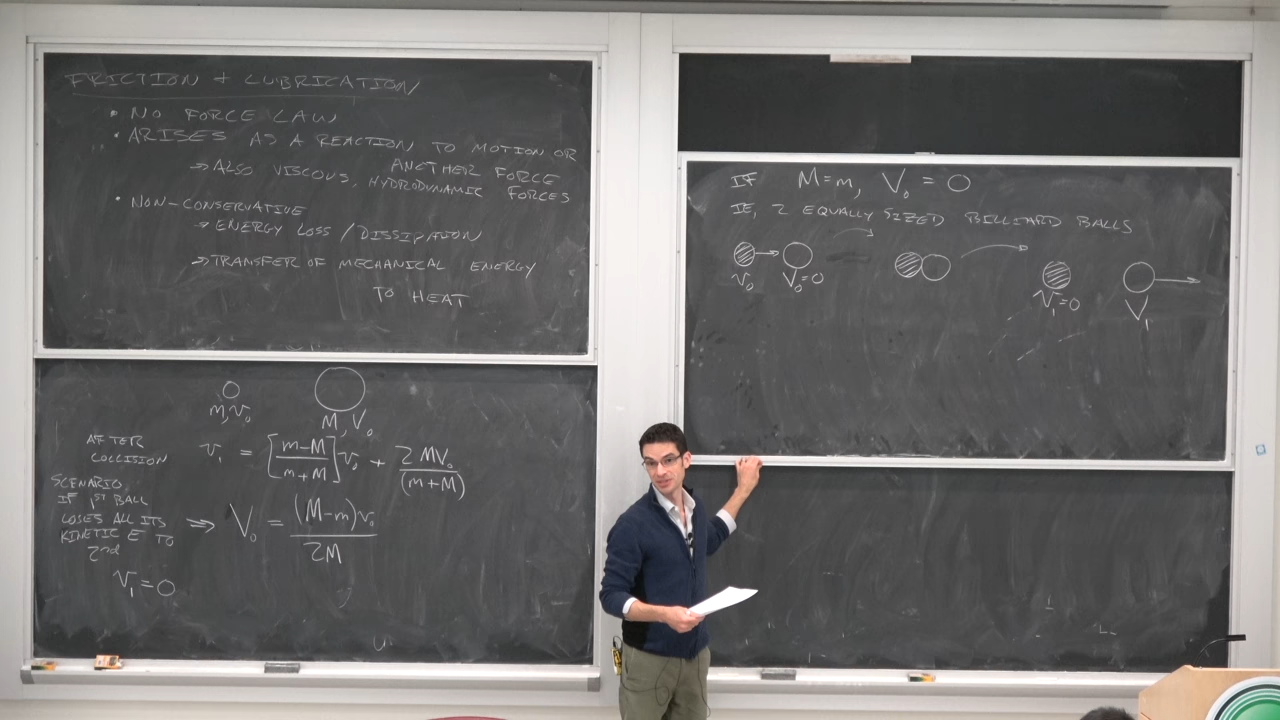 FRICTION + LUBRICATION
• NO FORCE LAW
• ARISES AS A REACTION TO MOTION OR
ANOTHER FORCE
→ ALSO VISCOUS, HYDRODYNAMIC FORCES
• NON-CONSERVATIVE
→ ENERGY LOSS / DISSIPATION
→ TRANSFER OF MECHANICAL ENERGY
TO HEAT
m, v₀ M, V₀
AFTER
COLLISION
v₁ = [m-M / m+M] v₀ + 2MV₀ / (m+M)
SCENARIO
IF 1ST BALL
LOSES ALL ITS
KINETIC E TO
2nd
⇒ V₀ = (M-m)v₀ / 2M
v₁=0
IF M=m, V₀ = 0
IE, 2 EQUALLY SIZED BILLIARD BALLS
v₀ V₀=0 v₁=0 V₁